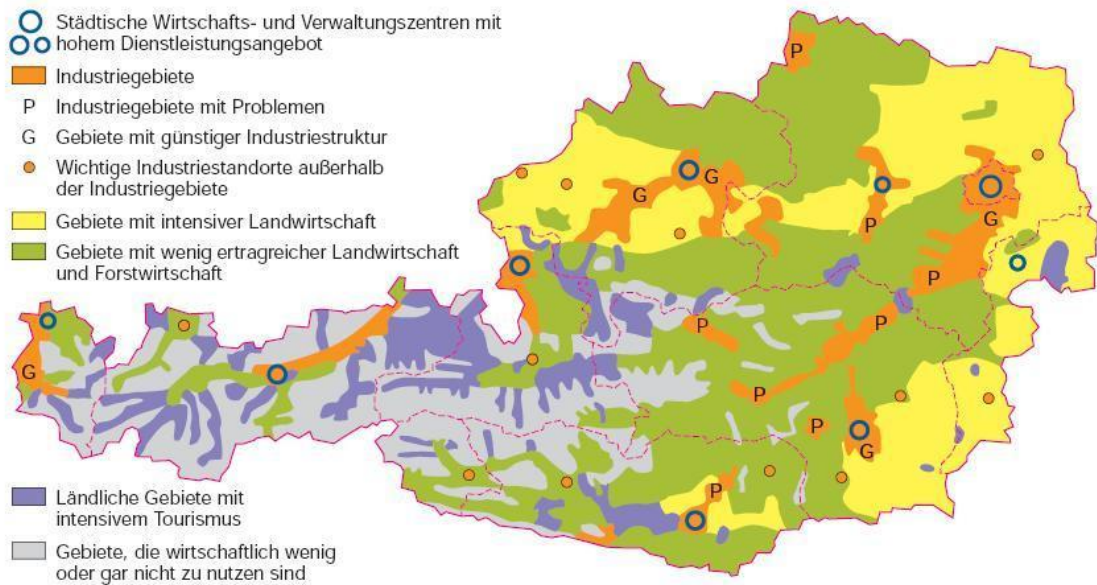 Städtische Wirtschafts- und Verwaltungszentren mit
hohem Dienstleistungsangebot
Industriegebiete
P Industriegebiete mit Problemen
G Gebiete mit günstiger Industriestruktur
Wichtige Industriestandorte außerhalb
der Industriegebiete
Gebiete mit intensiver Landwirtschaft
Gebiete mit wenig ertragreicher Landwirtschaft
und Forstwirtschaft
P
G
G
P
G
P
P
P
G
P
P
P
G
P
Ländliche Gebiete mit
intensivem Tourismus
Gebiete, die wirtschaftlich wenig
oder gar nicht zu nutzen sind